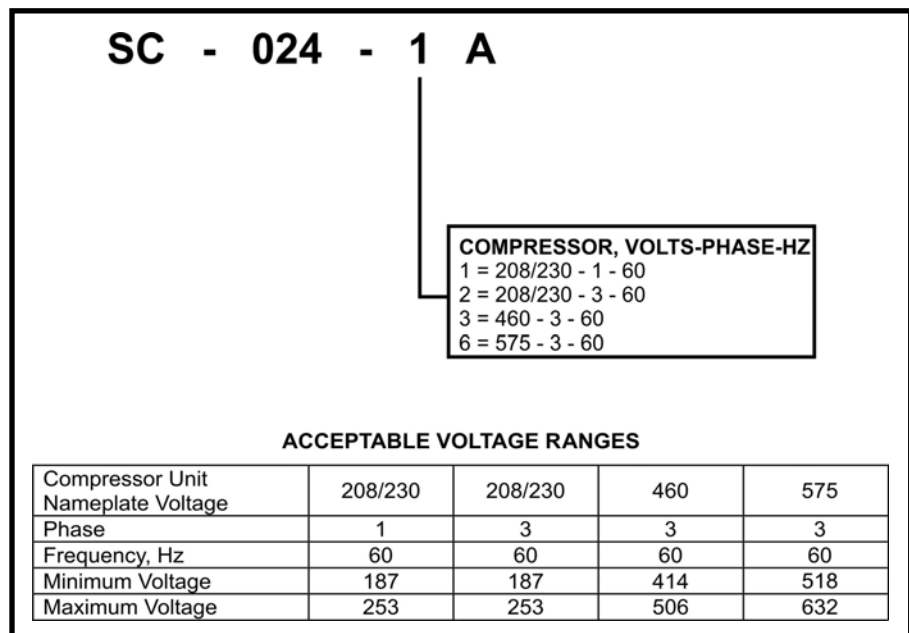 SC - 024 - 1 A
COMPRESSOR, VOLTS-PHASE-HZ
1 = 208/230 - 1 - 60
2 = 208/230 - 3 - 60
3 = 460 - 3 - 60
6 = 575 - 3 - 60
ACCEPTABLE VOLTAGE RANGES
Compressor Unit
Nameplate Voltage 208/230 208/230 460 575
Phase 1 3 3 3
Frequency, Hz 60 60 60 60
Minimum Voltage 187 187 414 518
Maximum Voltage 253 253 506 632